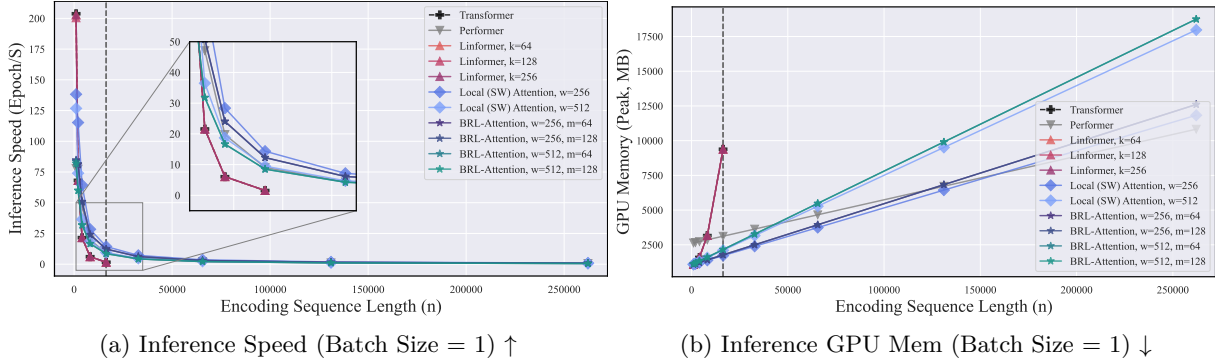 200
175
150
125
100
75
50
25
0
Inference Speed (Epoch/S)
50
40
30
20
10
0
Transformer
Performer
Linformer, k=64
Linformer, k=128
Linformer, k=256
Local (SW) Attention, w=256
Local (SW) Attention, w=512
BRL-Attention, w=256, m=64
BRL-Attention, w=256, m=128
BRL-Attention, w=512, m=64
BRL-Attention, w=512, m=128
0 50000 100000 150000 200000 250000
Encoding Sequence Length (n)
(a) Inference Speed (Batch Size = 1) ↑
17500
15000
12500
10000
7500
5000
2500
GPU Memory (Peak, MB)
Transformer
Performer
Linformer, k=64
Linformer, k=128
Linformer, k=256
Local (SW) Attention, w=256
Local (SW) Attention, w=512
BRL-Attention, w=256, m=64
BRL-Attention, w=256, m=128
BRL-Attention, w=512, m=64
BRL-Attention, w=512, m=128
0 50000 100000 150000 200000 250000
Encoding Sequence Length (n)
(b) Inference GPU Mem (Batch Size = 1) ↓